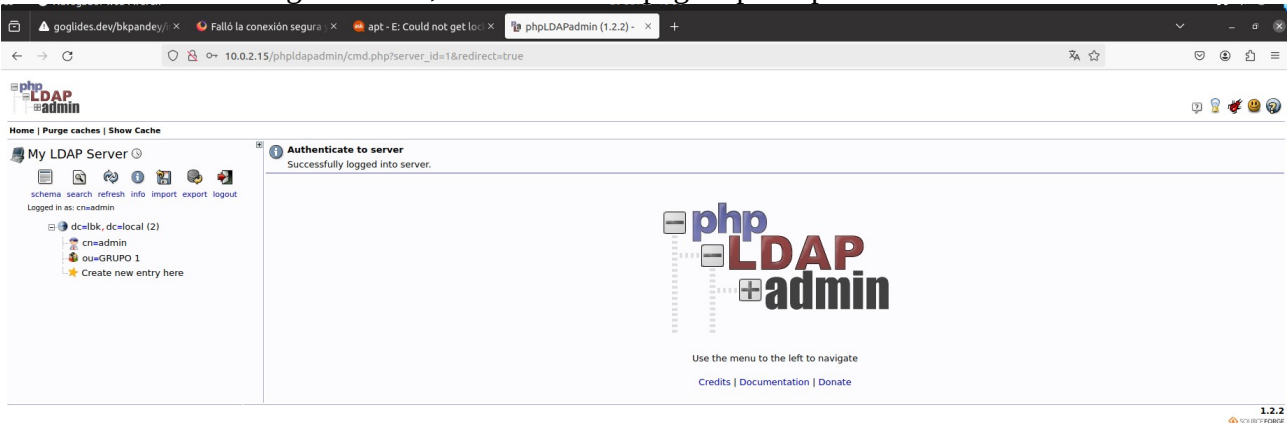 goglides.dev/bkpandey/i
Falló la conexión segura y
apt - E: Could not get loc
phpLDAPadmin (1.2.2) -
10.0.2.15/phpldapadmin/cmd.php?server_id=1&redirect=true
php
LDAP
admin
Home | Purge caches | Show Cache
My LDAP Server
schema search refresh info import export logout
Logged in as: cn=admin
dc=lbk, dc=local (2)
cn=admin
ou=GRUPO 1
Create new entry here
Authenticate to server
Successfully logged into server.
php
LDAP
admin
Use the menu to the left to navigate
Credits | Documentation | Donate
1.2.2
SOURCEFORGE